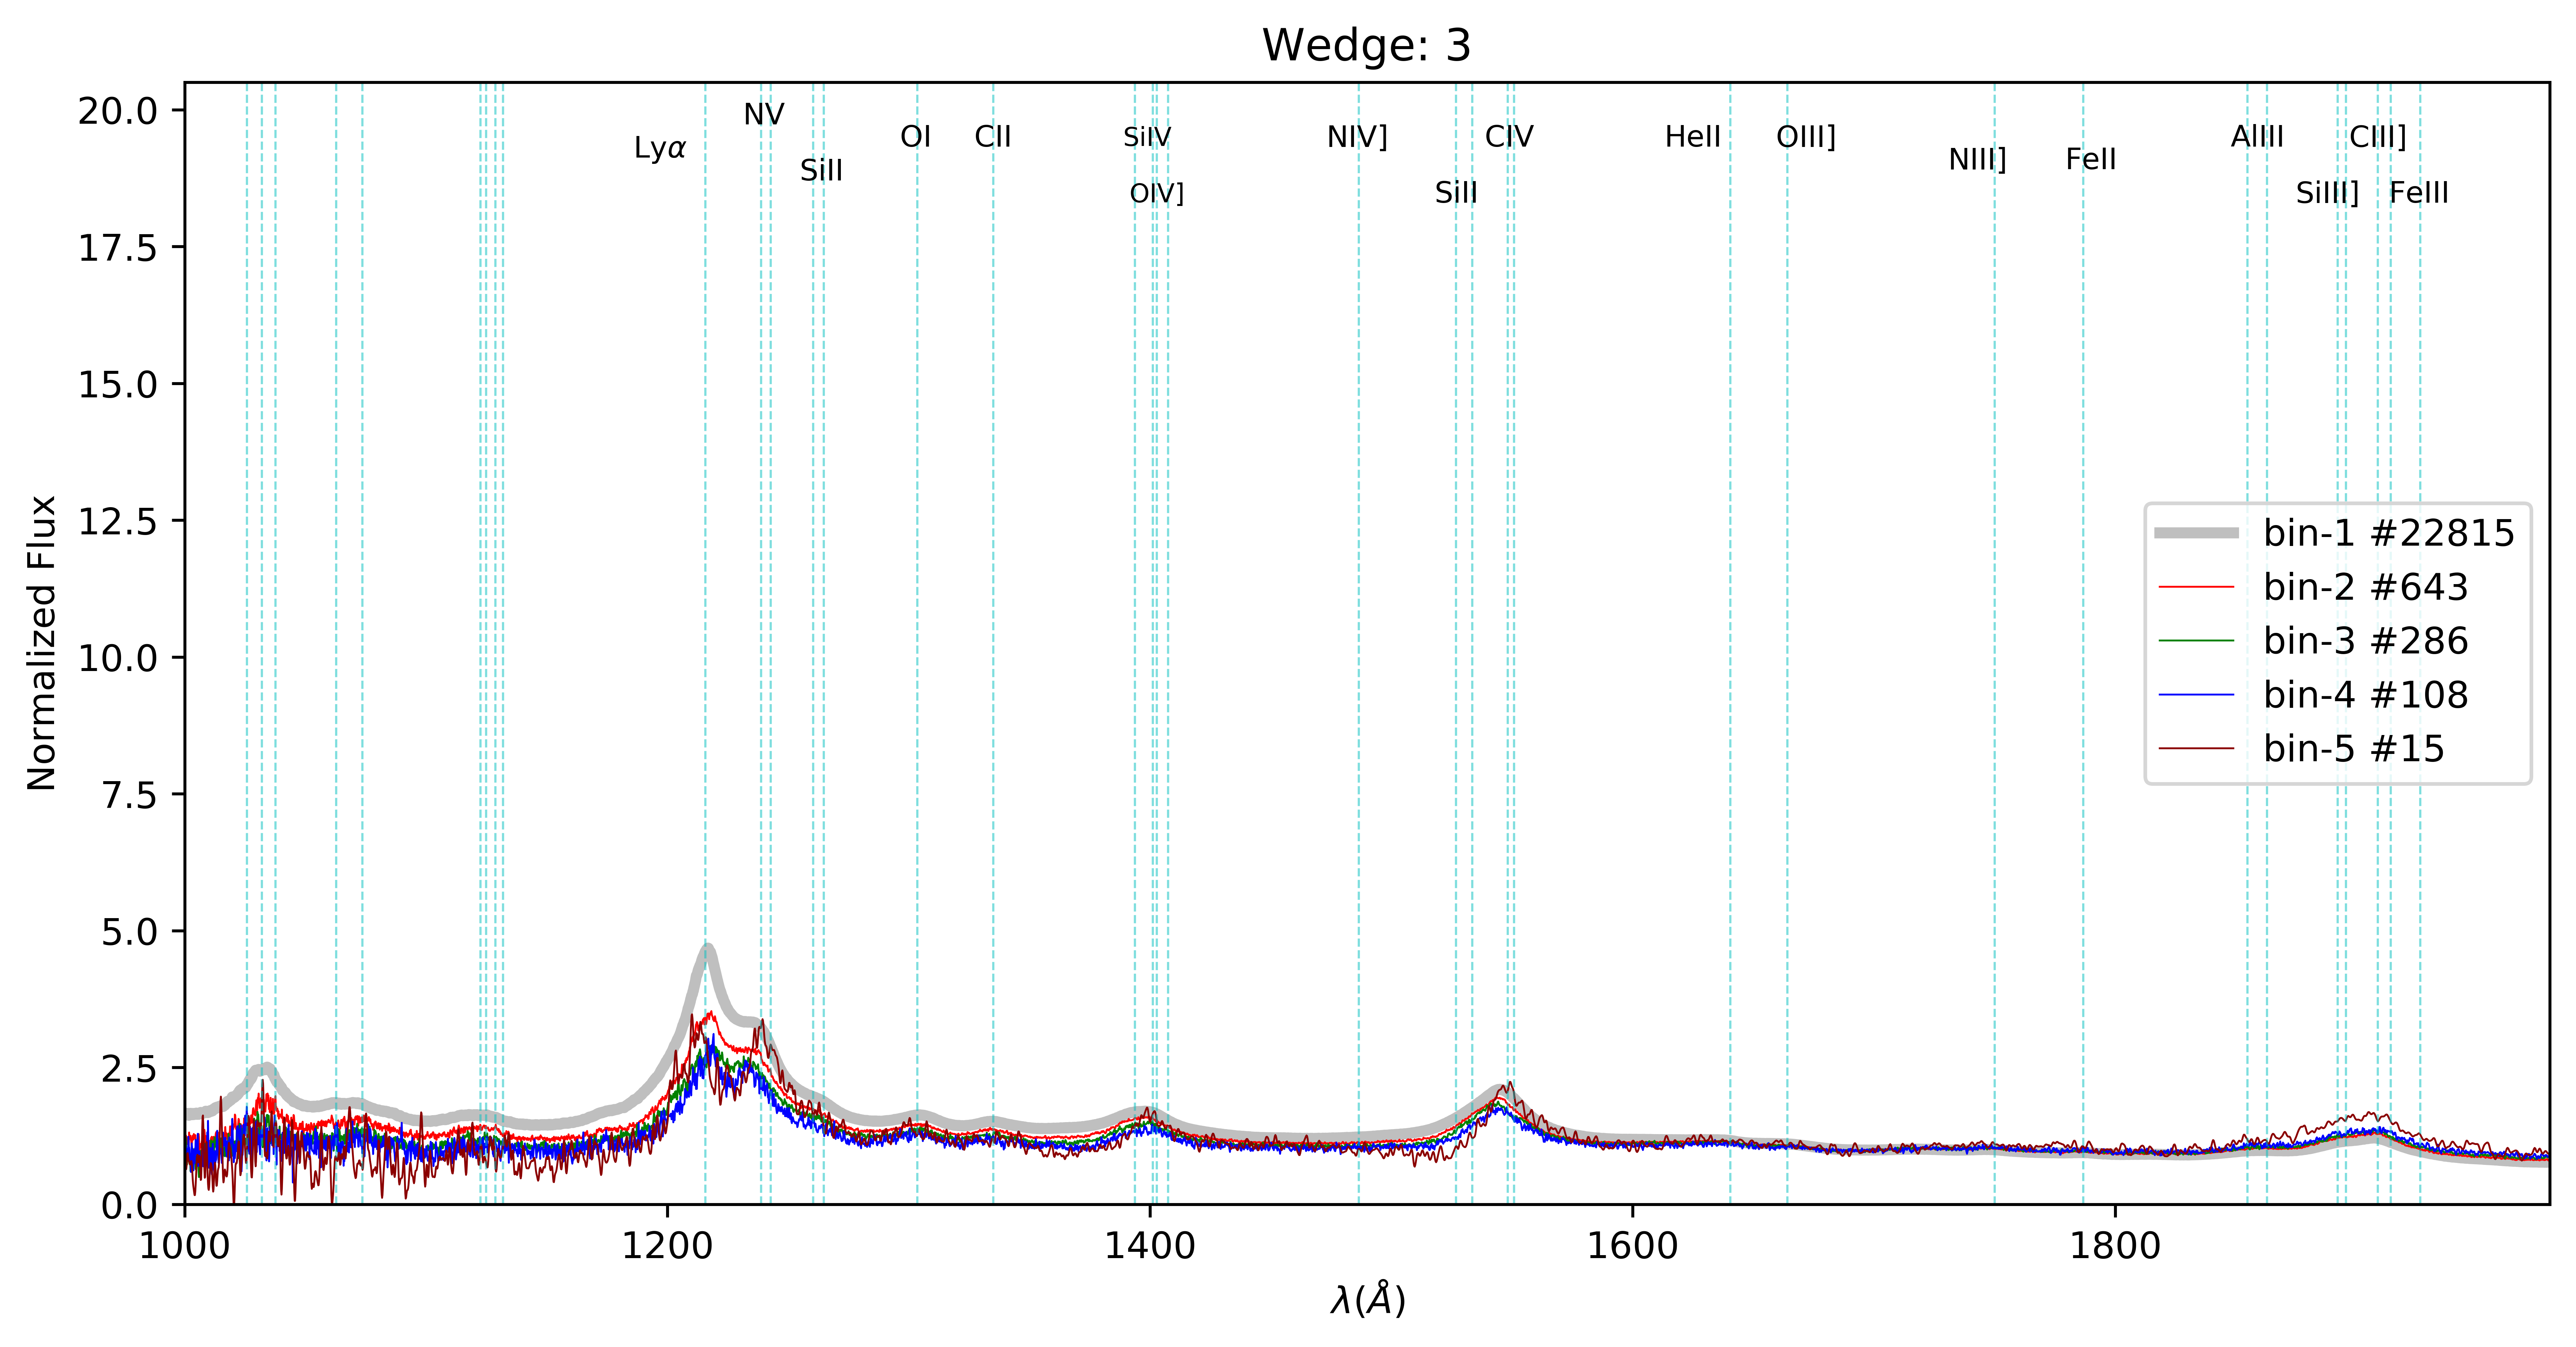 Wedge: 3
Normalized Flux
20.0
17.5
15.0
12.5
10.0
7.5
5.0
2.5
0.0
Lyα
NV
SiII
OI
CII
SiIV
OIV]
NIV]
SiII
CIV
HeII
OIII]
NIII]
FeII
AlIII
SiIII]
CIII]
FeIII
bin-1 #22815
bin-2 #643
bin-3 #286
bin-4 #108
bin-5 #15
1000 1200 1400 1600 1800
λ(Å)